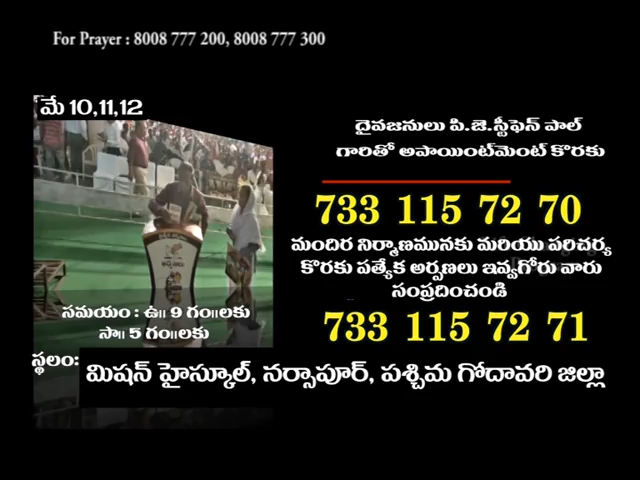 For Prayer : 8008 777 200, 8008 777 300
మే 10,11,12
దైవజనులు పి.జె.స్టీఫెన్ పాల్
గారితో అపాయింట్‌మెంట్ కొరకు
733 115 72 70
మందిర నిర్మాణమునకు మరియు పరిచర్య
కొరకు పత్యేక అర్పణలు ఇవ్వగోరు వారు
సంప్రదించండి
733 115 72 71
సమయం : ఉ॥ 9 గం॥లకు
సా॥ 5 గం॥లకు
స్థలం:
మిషన్ హైస్కూల్, నర్సాపూర్, పశ్చిమ గోదావరి జిల్లా